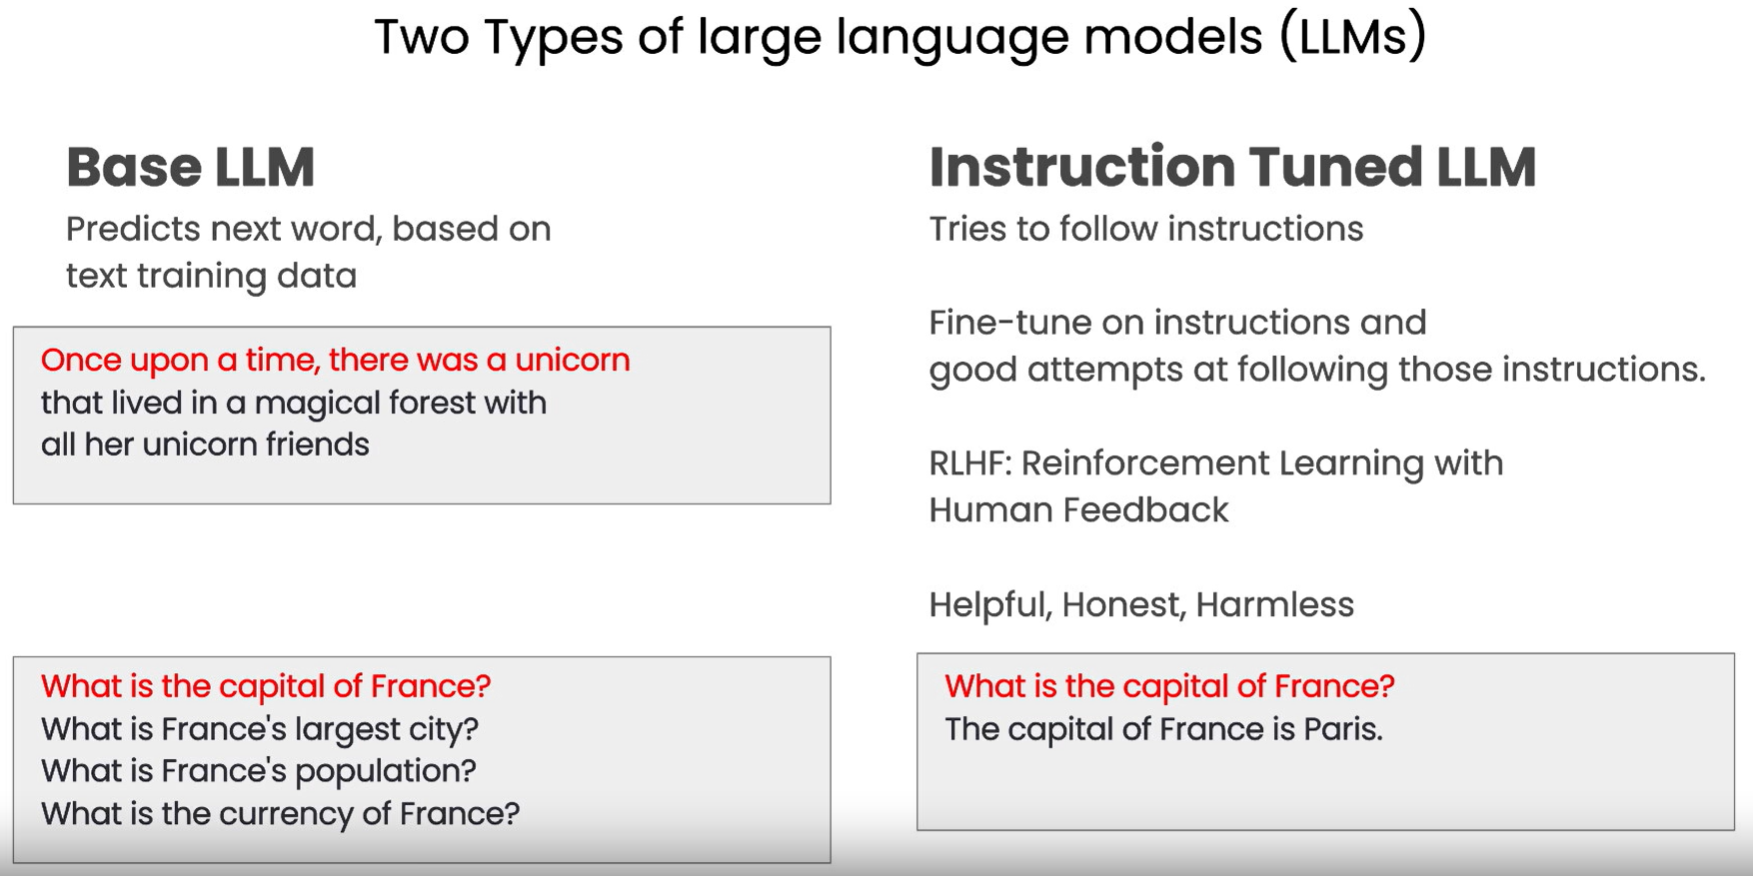 Two Types of large language models (LLMs)
Base LLM
Predicts next word, based on
text training data
Once upon a time, there was a unicorn
that lived in a magical forest with
all her unicorn friends
What is the capital of France?
What is France's largest city?
What is France's population?
What is the currency of France?
Instruction Tuned LLM
Tries to follow instructions
Fine-tune on instructions and
good attempts at following those instructions.
RLHF: Reinforcement Learning with
Human Feedback
Helpful, Honest, Harmless
What is the capital of France?
The capital of France is Paris.